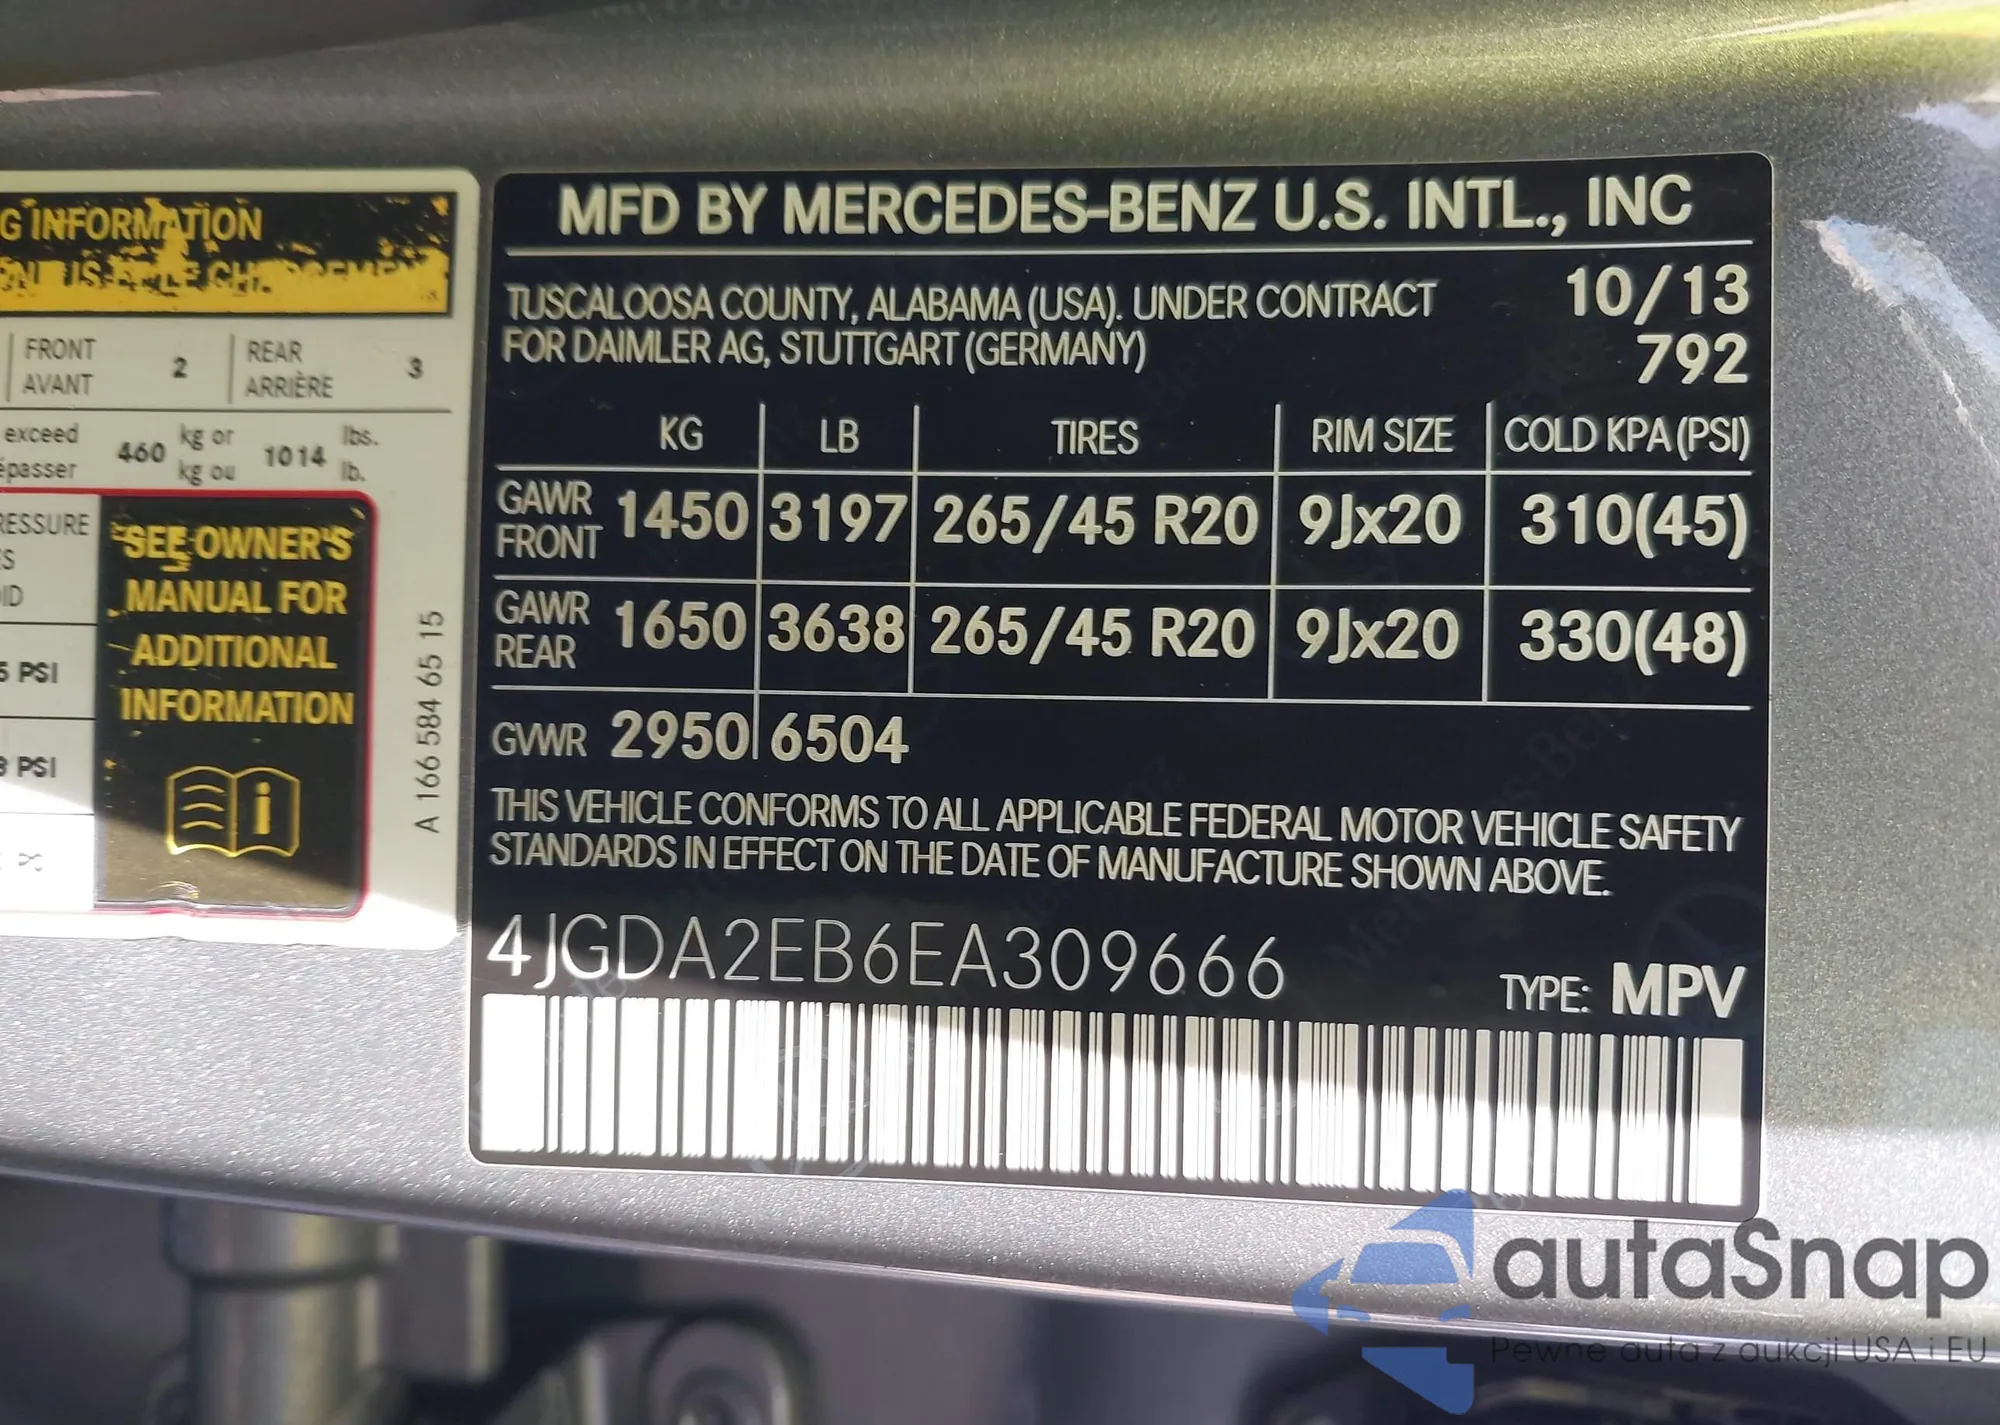 G INFORMATION
FRONT 2 REAR 3
AVANT ARRIÈRE
exceed 460 kg or 1014 lbs.
épasser kg ou lb.
RESSURE
SEE OWNER'S
MANUAL FOR
ADDITIONAL
INFORMATION
PSI
PSI
A 166 584 65 15
MFD BY MERCEDES-BENZ U.S. INTL., INC
TUSCALOOSA COUNTY, ALABAMA (USA). UNDER CONTRACT 10/13
FOR DAIMLER AG, STUTTGART (GERMANY) 792
KG LB TIRES RIM SIZE COLD KPA (PSI)
GAWR FRONT 1450 3197 265/45 R20 9Jx20 310(45)
GAWR REAR 1650 3638 265/45 R20 9Jx20 330(48)
GVWR 2950 6504
THIS VEHICLE CONFORMS TO ALL APPLICABLE FEDERAL MOTOR VEHICLE SAFETY
STANDARDS IN EFFECT ON THE DATE OF MANUFACTURE SHOWN ABOVE.
4JGDA2EB6EA309666
TYPE: MPV
autaSnap
Pewne auta z aukcji USA i EU